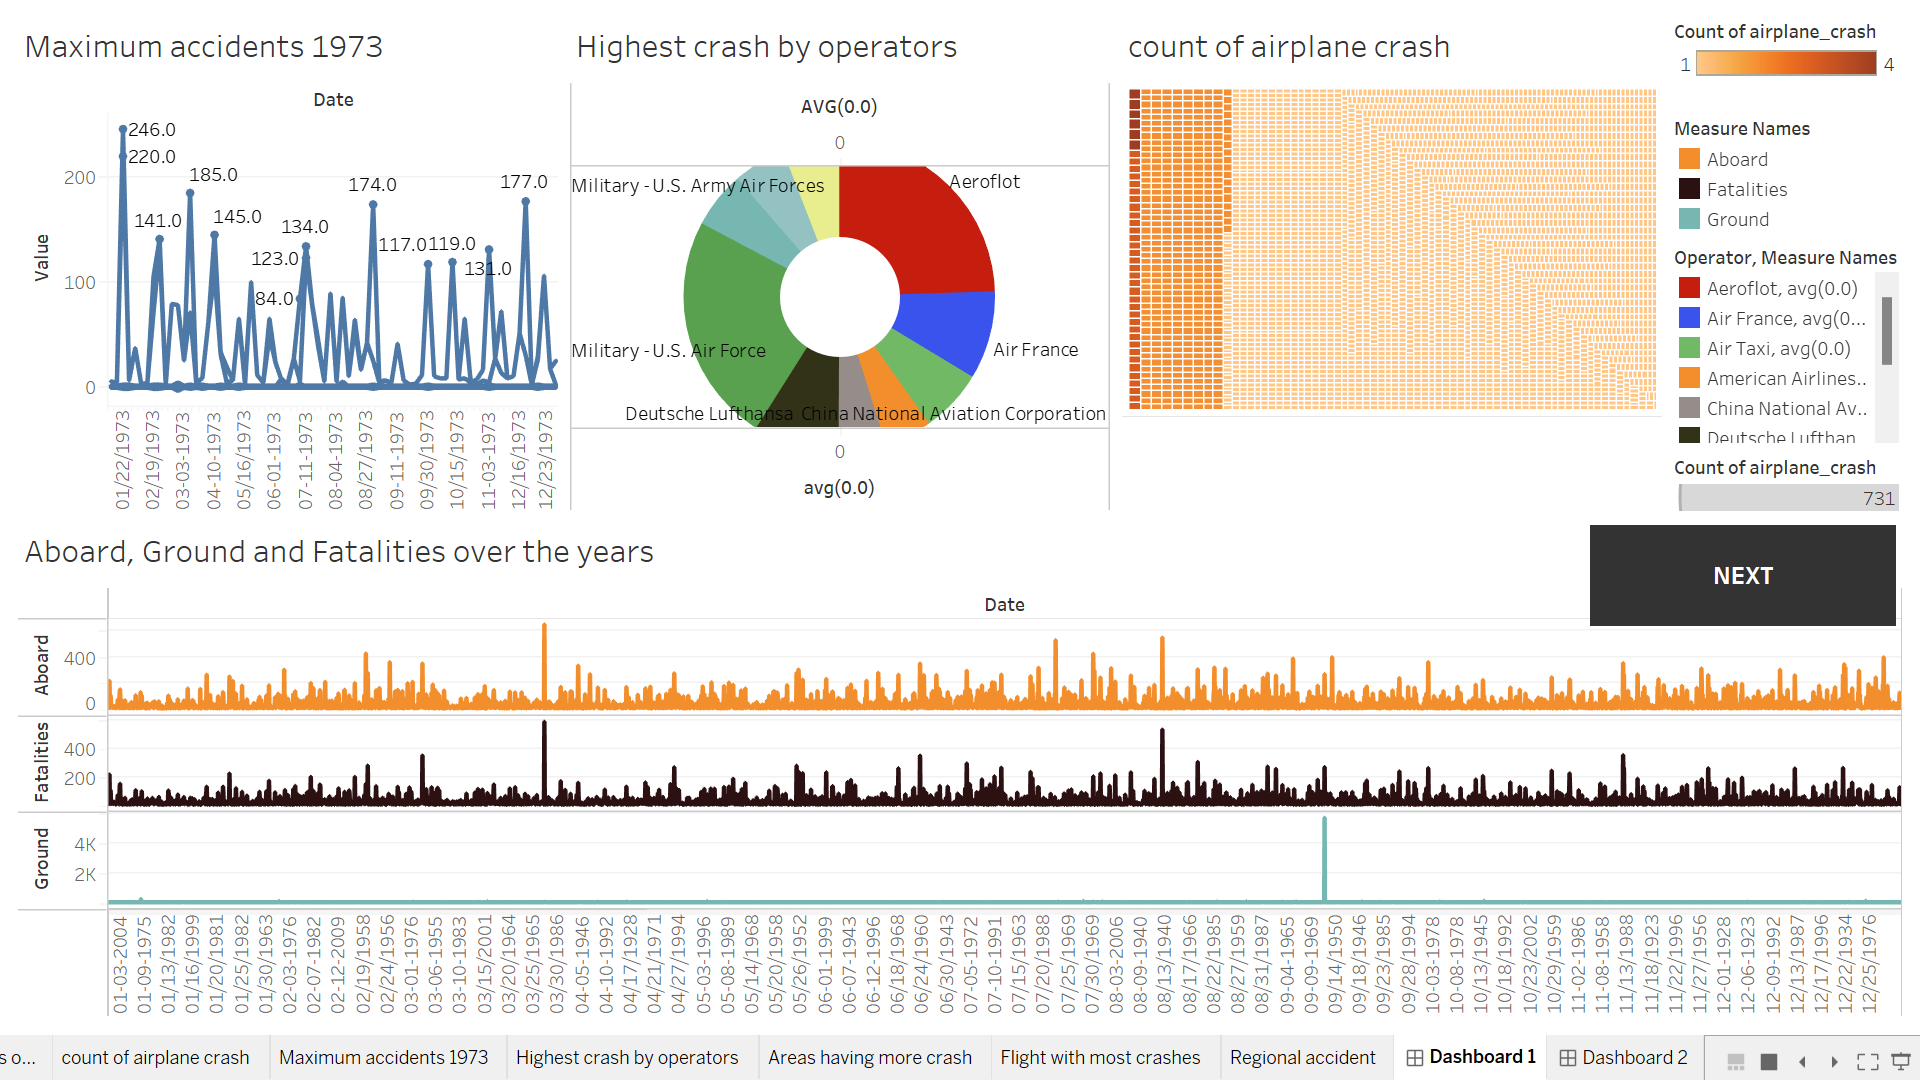 Maximum accidents 1973
Date
246.0
220.0
185.0
174.0
177.0
141.0
145.0
134.0
123.0
117.0
119.0
131.0
84.0
Value
200
100
0
01/22/1973
02/19/1973
03-03-1973
04-10-1973
05/16/1973
06-01-1973
07-11-1973
08-04-1973
08/27/1973
09-11-1973
09/30/1973
10/15/1973
11-03-1973
12/16/1973
12/23/1973
Highest crash by operators
AVG(0.0)
0
Military - U.S. Army Air Forces
Aeroflot
Military - U.S. Air Force
Air France
Deutsche Lufthansa
China National Aviation Corporation
0
avg(0.0)
count of airplane crash
Count of airplane_crash
1
4
Measure Names
Aboard
Fatalities
Ground
Operator, Measure Names
Aeroflot, avg(0.0)
Air France, avg(0...
Air Taxi, avg(0.0)
American Airlines..
China National Av..
Deutsche Lufthan
Count of airplane_crash
731
NEXT
Aboard, Ground and Fatalities over the years
Date
Aboard
400
0
Fatalities
400
200
Ground
4K
2K
01-03-2004
01-09-1975
01/13/1982
01/16/1999
01/20/1981
01/25/1982
01/30/1963
02-03-1976
02-07-1982
02-12-2009
02/19/1958
02/24/1956
03-01-1976
03-06-1955
03-10-1983
03/15/2001
03/20/1964
03/25/1965
03/30/1986
04-05-1946
04-10-1992
04/17/1928
04/21/1971
04/27/1994
05-03-1996
05-08-1989
05/14/1968
05/20/1958
05/26/1952
06-01-1999
06-07-1943
06-12-1996
06/18/1968
06/24/1960
06/30/1943
07-05-1972
07-10-1991
07/15/1963
07/20/1988
07/25/1969
07/30/1969
08-03-2006
08-09-1940
08/13/1940
08/17/1966
08/22/1985
08/27/1959
08/31/1987
09-04-1965
09-09-1969
09/14/1950
09/18/1946
09/23/1985
09/28/1994
10-03-1978
10-08-1978
10/13/1945
10/18/1992
10/23/2002
10/29/1959
11-02-1986
11-08-1958
11/13/1988
11/18/1923
11/22/1996
11/27/1956
12-01-1928
12-06-1923
12-09-1992
12/13/1987
12/17/1996
12/22/1934
12/25/1976
s o...
count of airplane crash
Maximum accidents 1973
Highest crash by operators
Areas having more crash
Flight with most crashes
Regional accident
Dashboard 1
Dashboard 2